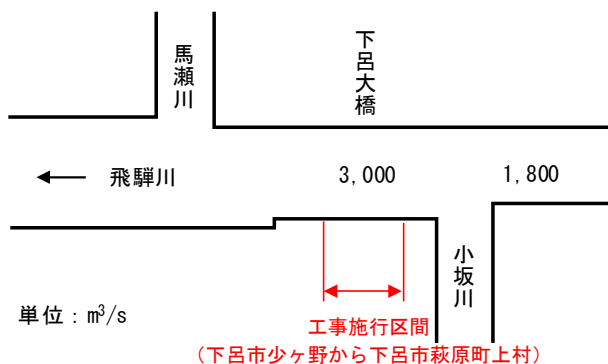 馬瀬川
下呂大橋
← 飛騨川
3,000
1,800
小坂川
単位：m³/s
工事施行区間
（下呂市少ヶ野から下呂市萩原町上村）